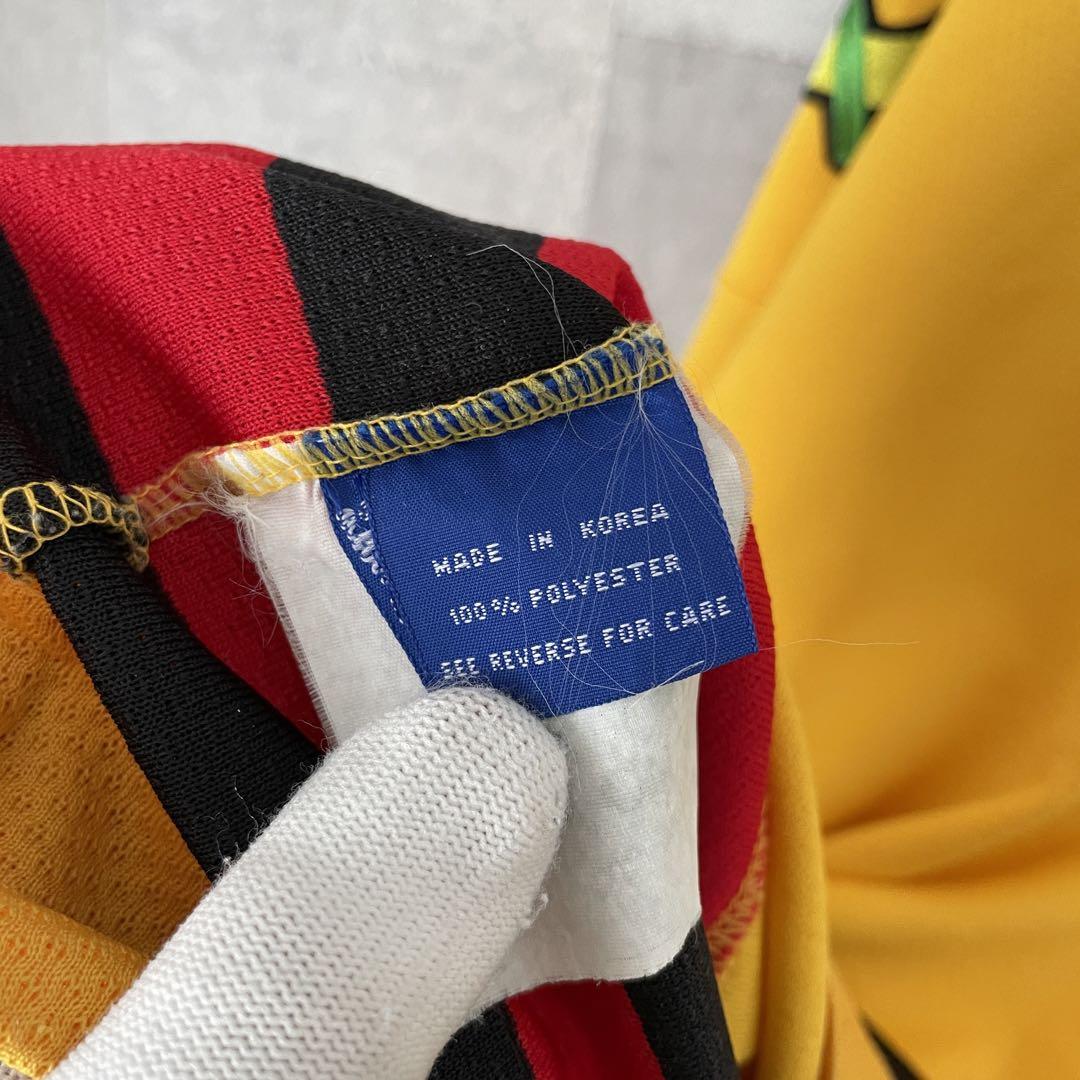 MADE IN KOREA
100% POLYESTER
SEE REVERSE FOR CARE